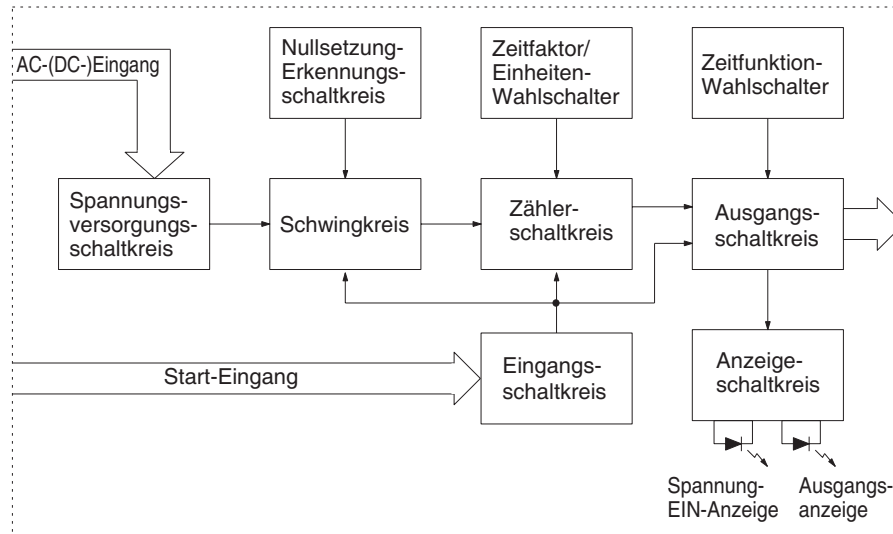 AC-(DC-)Eingang
Nullsetzung-
Erkennungs-
schaltkreis
Zeitfaktor/
Einheiten-
Wahlschalter
Zeitfunktion-
Wahlschalter
Spannungs-
versorgungs-
schaltkreis
Schwingkreis
Zähler-
schaltkreis
Ausgangs-
schaltkreis
Start-Eingang
Eingangs-
schaltkreis
Anzeige-
schaltkreis
Spannung-
EIN-Anzeige
Ausgangs-
anzeige